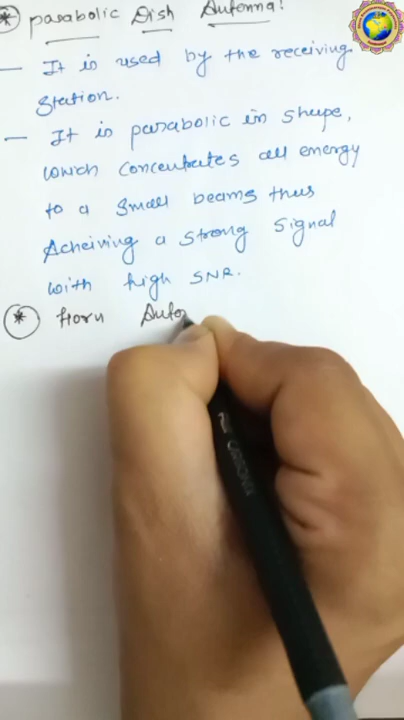 * parabolic Dish Antenna!
— It is used by the receiving
station.
— It is parabolic in shape,
which concentrates all energy
to a small beams thus
Acheiving a strong signal
with high SNR.
* Horn Anten